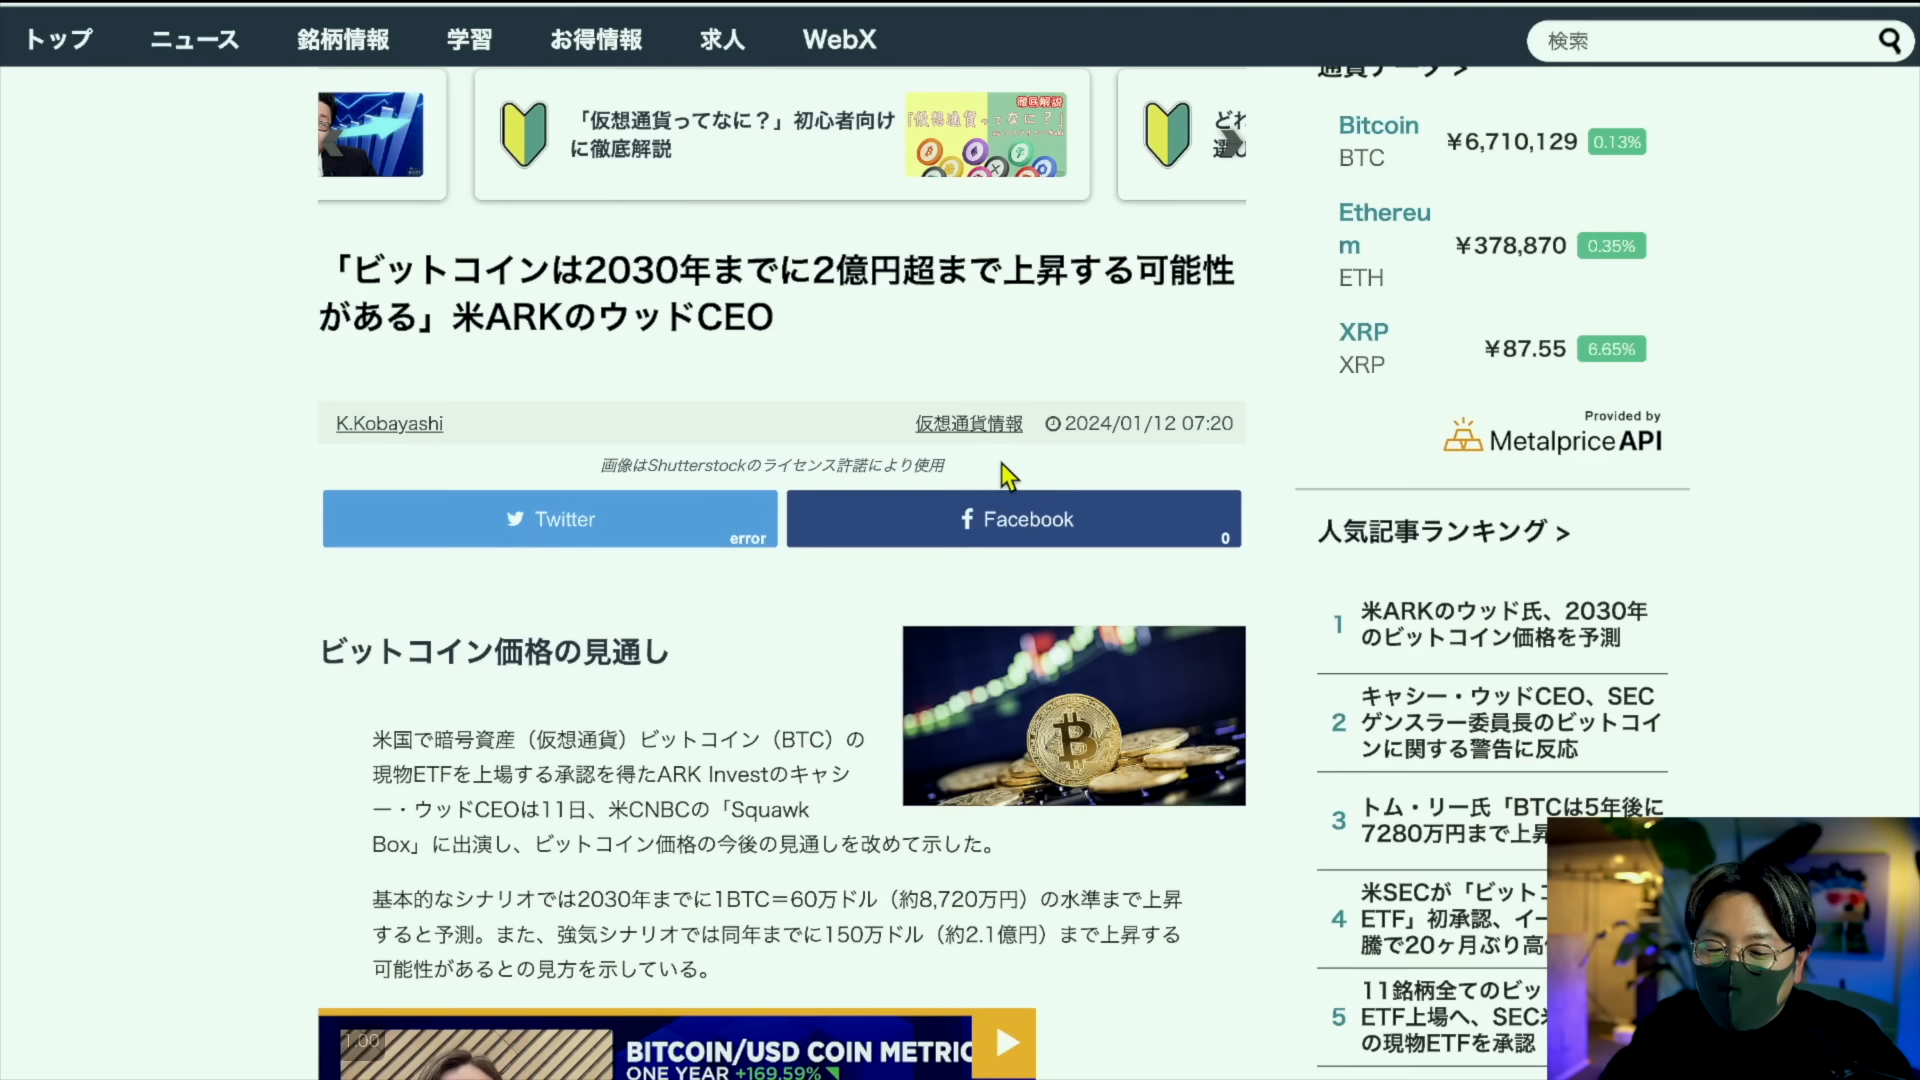 トップ ニュース 銘柄情報 学習 お得情報 求人 WebX
検索
「仮想通貨ってなに？」初心者向け
に徹底解説
徹底解説
「仮想通貨ってなに？」
どれ
「ビットコインは2030年までに2億円超まで上昇する可能性
がある」米ARKのウッドCEO
K.Kobayashi
仮想通貨情報 2024/01/12 07:20
画像はShutterstockのライセンス許諾により使用
Twitter
error
Facebook
0
ビットコイン価格の見通し
米国で暗号資産（仮想通貨）ビットコイン（BTC）の
現物ETFを上場する承認を得たARK Investのキャシ
ー・ウッドCEOは11日、米CNBCの「Squawk
Box」に出演し、ビットコイン価格の今後の見通しを改めて示した。
基本的なシナリオでは2030年までに1BTC＝60万ドル（約8,720万円）の水準まで上昇
すると予測。また、強気シナリオでは同年までに150万ドル（約2.1億円）まで上昇する
可能性があるとの見方を示している。
1.00
BITCOIN/USD COIN METRIC
ONE YEAR +169.59%
通貨データ >
Bitcoin
BTC
¥6,710,129 0.13%
Ethereu
m
ETH
¥378,870 0.35%
XRP
XRP
¥87.55 6.65%
Provided by
MetalpriceAPI
人気記事ランキング >
1 米ARKのウッド氏、2030年
のビットコイン価格を予測
2 キャシー・ウッドCEO、SEC
ゲンスラー委員長のビットコイ
ンに関する警告に反応
3 トム・リー氏「BTCは5年後に
7280万円まで上昇
4 米SECが「ビット
ETF」初承認、イー
騰で20ヶ月ぶり高
5 11銘柄全てのビッ
ETF上場へ、SEC
の現物ETFを承認